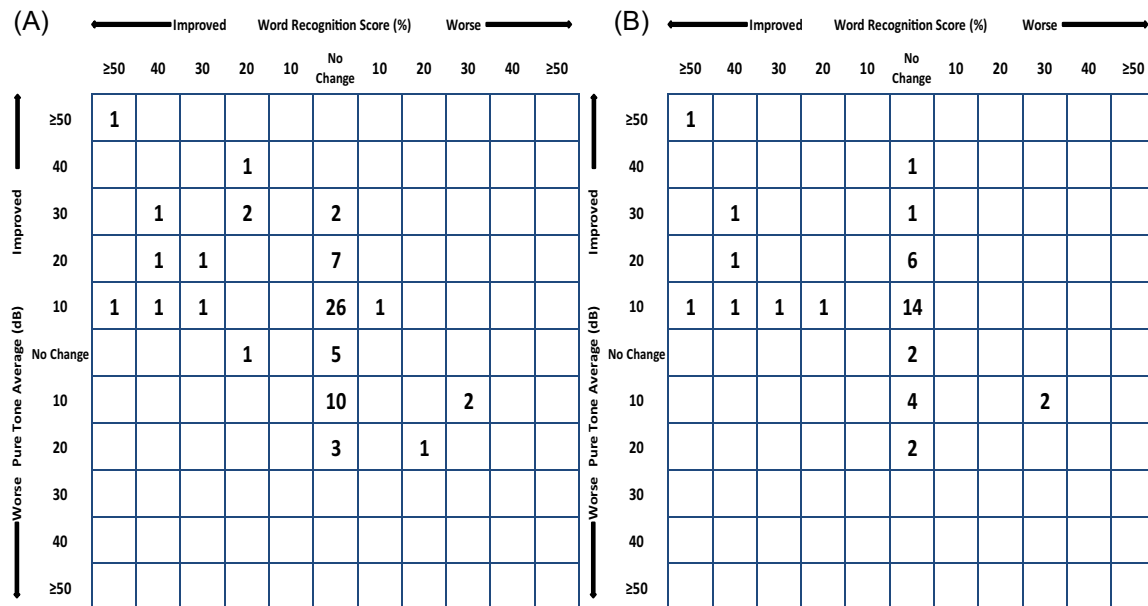 (A) Improved Word Recognition Score (%) Worse
≥50 40 30 20 10 No Change 10 20 30 40 ≥50
Improved
Worse Pure Tone Average (dB)
≥50 1
40 1
30 1 2 2
20 1 1 7
10 1 1 1 26 1
No Change 1 5
10 10 2
20 3 1
30
40
≥50
(B) Improved Word Recognition Score (%) Worse
≥50 40 30 20 10 No Change 10 20 30 40 ≥50
Improved
Worse Pure Tone Average (dB)
≥50 1
40 1
30 1 1
20 1 6
10 1 1 1 1 14
No Change 2
10 4 2
20 2
30
40
≥50